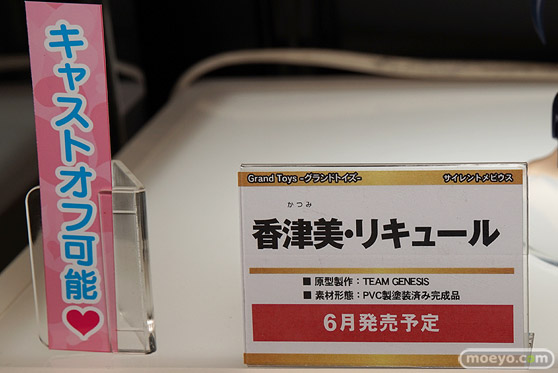 キャストオフ可能♥
Grand Toys -グランドトイズ- サイレントメビウス
かつみ
香津美・リキュール
■ 原型製作：TEAM GENESIS
■ 素材形態：PVC製塗装済み完成品
6月発売予定
moeyo.com